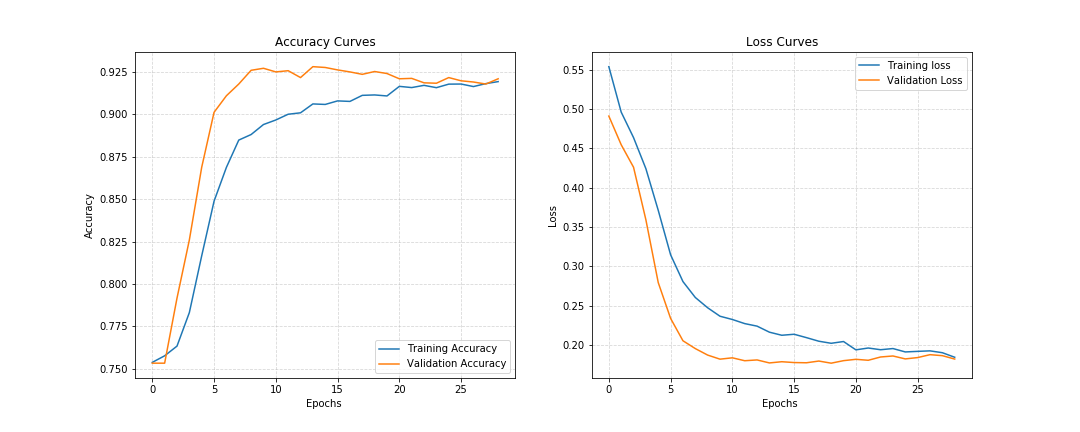 Accuracy Curves
0.925
0.900
0.875
0.850
0.825
0.800
0.775
0.750
Accuracy
0 5 10 15 20 25
Epochs
Training Accuracy
Validation Accuracy
Loss Curves
0.55
0.50
0.45
0.40
0.35
0.30
0.25
0.20
Loss
0 5 10 15 20 25
Epochs
Training loss
Validation Loss